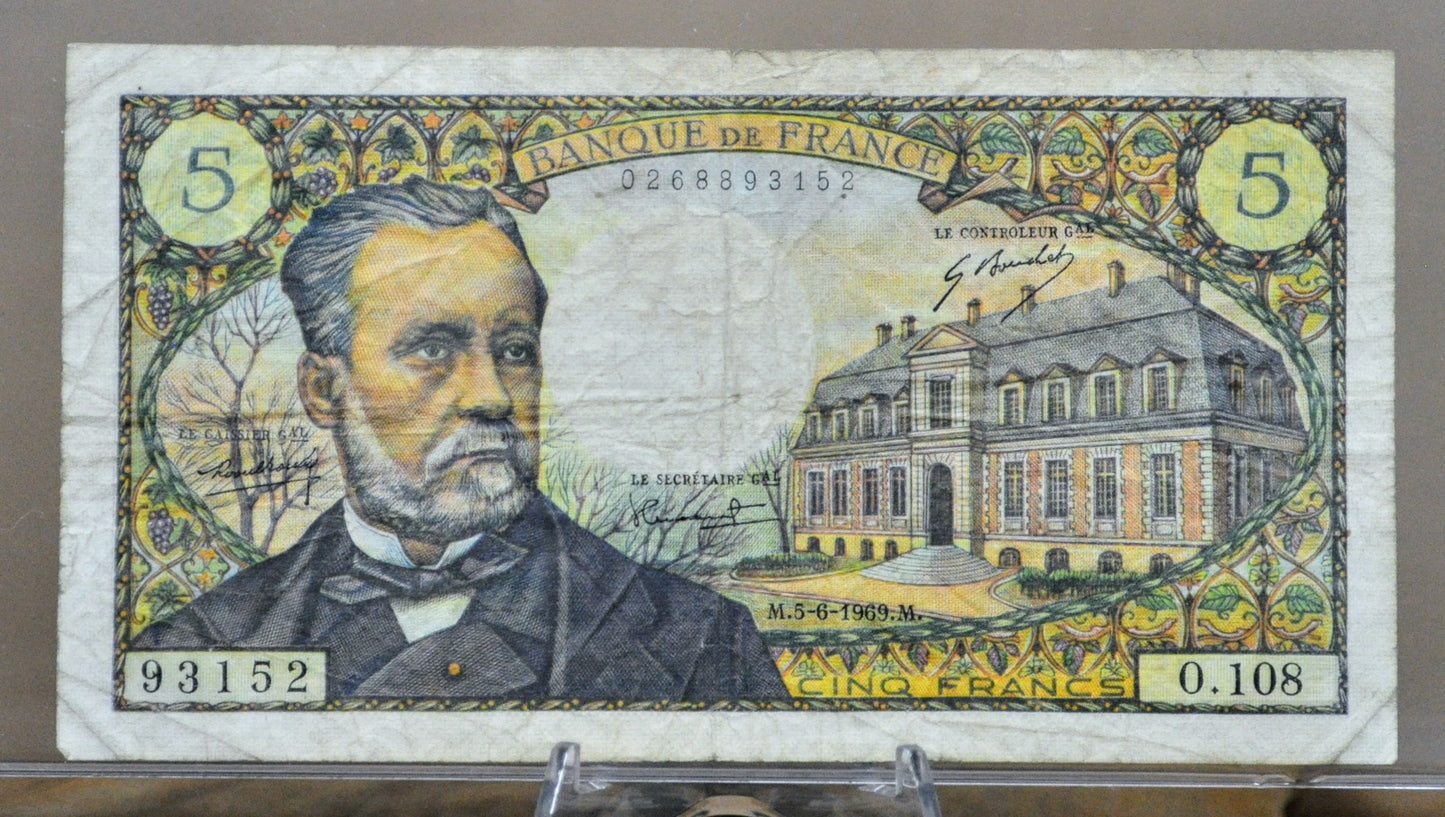 BANQUE DE FRANCE
5
5
0268893152
LE CONTROLEUR GAL
G Bouchet
LE CAISSIER GAL
LE SECRÉTAIRE GAL
M.5-6-1969.M.
93152
CINQ FRANCS
O.108